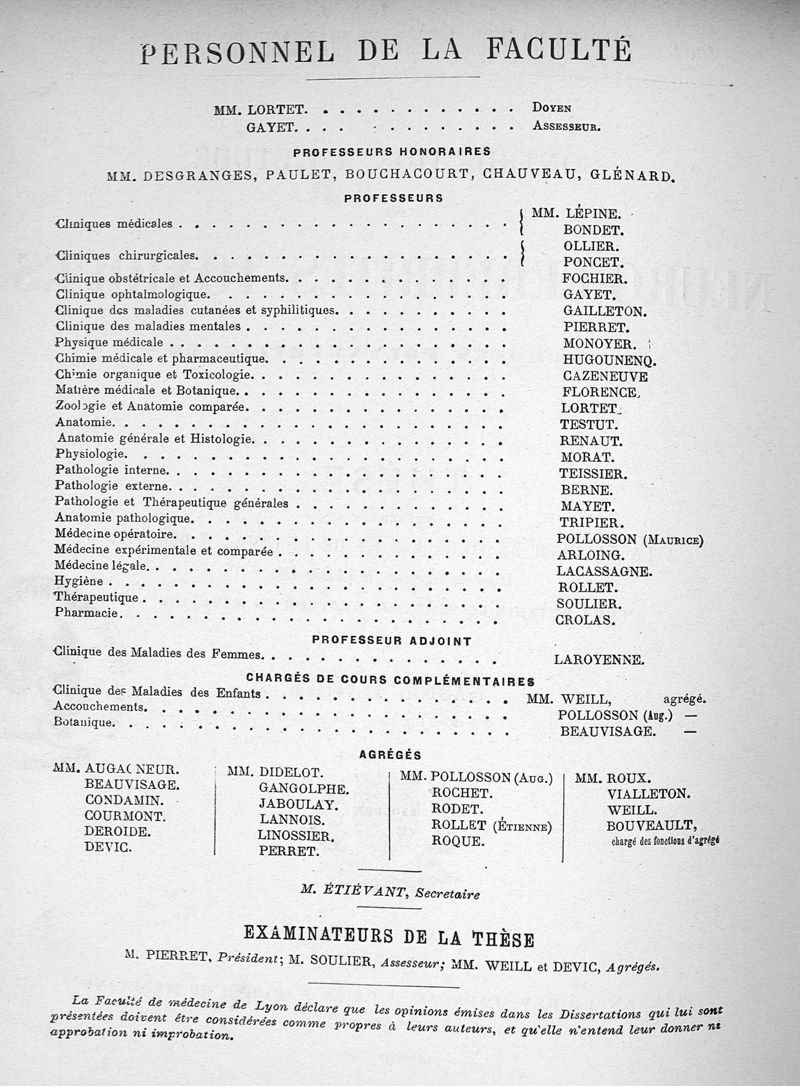 PERSONNEL DE LA FACULTÉ
MM. LORTET. . . . . . . . . . . . . DOYEN
GAYET. . . . . . . . . . . . ASSESSEUR.
PROFESSEURS HONORAIRES
MM. DESGRANGES, PAULET, BOUCHACOURT, CHAUVEAU, GLÉNARD.
PROFESSEURS
Cliniques médicales . . . . . . . . . . { MM. LÉPINE.
BONDET.
Cliniques chirurgicales. . . . . . . . . . { OLLIER.
PONCET.
Clinique obstétricale et Accouchements. . . . . . . . . . FOCHIER.
Clinique ophtalmologique. . . . . . . . . . GAYET.
Clinique des maladies cutanées et syphilitiques. . . . . . . . . . GAILLETON.
Clinique des maladies mentales . . . . . . . . . . PIERRET.
Physique médicale . . . . . . . . . . MONOYER.
Chimie médicale et pharmaceutique. . . . . . . . . . HUGOUNENQ.
Chimie organique et Toxicologie. . . . . . . . . . CAZENEUVE
Matière médicale et Botanique. . . . . . . . . . FLORENCE.
Zoologie et Anatomie comparée. . . . . . . . . . LORTET.
Anatomie. . . . . . . . . . TESTUT.
Anatomie générale et Histologie. . . . . . . . . . RENAUT.
Physiologie. . . . . . . . . . MORAT.
Pathologie interne. . . . . . . . . . TEISSIER.
Pathologie externe. . . . . . . . . . BERNE.
Pathologie et Thérapeutique générales . . . . . . . . . . MAYET.
Anatomie pathologique. . . . . . . . . . TRIPIER.
Médecine opératoire. . . . . . . . . . POLLOSSON (MAURICE)
Médecine expérimentale et comparée . . . . . . . . . . ARLOING.
Médecine légale. . . . . . . . . . LACASSAGNE.
Hygiène . . . . . . . . . . ROLLET.
Thérapeutique . . . . . . . . . . SOULIER.
Pharmacie. . . . . . . . . . CROLAS.
PROFESSEUR ADJOINT
Clinique des Maladies des Femmes. . . . . . . . . . LAROYENNE.
CHARGÉS DE COURS COMPLÉMENTAIRES
Clinique des Maladies des Enfants . . . . . . . . . . MM. WEILL, agrégé.
Accouchements. . . . . . . . . . POLLOSSON (Aug.) —
Botanique. . . . . . . . . . BEAUVISAGE. —
AGRÉGÉS
MM. AUGAGNEUR.
BEAUVISAGE.
CONDAMIN.
COURMONT.
DEROIDE.
DEVIC.
MM. DIDELOT.
GANGOLPHE.
JABOULAY.
LANNOIS.
LINOSSIER.
PERRET.
MM. POLLOSSON (AUG.)
ROCHET.
RODET.
ROLLET (ÉTIENNE)
ROQUE.
MM. ROUX.
VIALLETON.
WEILL.
BOUVEAULT,
chargé des fonctions d'agrégé
M. ÉTIÉVANT, Secretaire
EXAMINATEURS DE LA THÈSE
M. PIERRET, Président; M. SOULIER, Assesseur; MM. WEILL et DEVIC, Agrégés.
La Faculté de médecine de Lyon déclare que les opinions émises dans les Dissertations qui lui sont
présentées doivent être considérées comme propres à leurs auteurs, et qu'elle n'entend leur donner ni
approbation ni improbation.